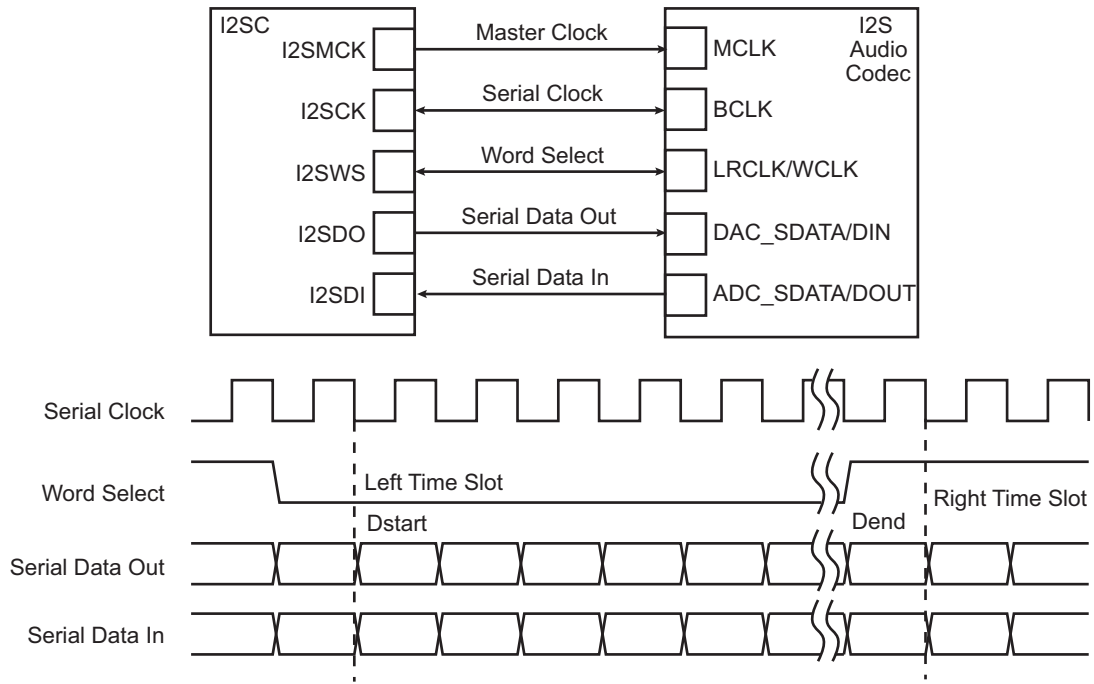 I2SC
I2S
Audio
Codec
I2SMCK
Master Clock
MCLK
I2SCK
Serial Clock
BCLK
I2SWS
Word Select
LRCLK/WCLK
I2SDO
Serial Data Out
DAC_SDATA/DIN
I2SDI
Serial Data In
ADC_SDATA/DOUT
Serial Clock
Word Select
Left Time Slot
Right Time Slot
Dstart
Dend
Serial Data Out
Serial Data In